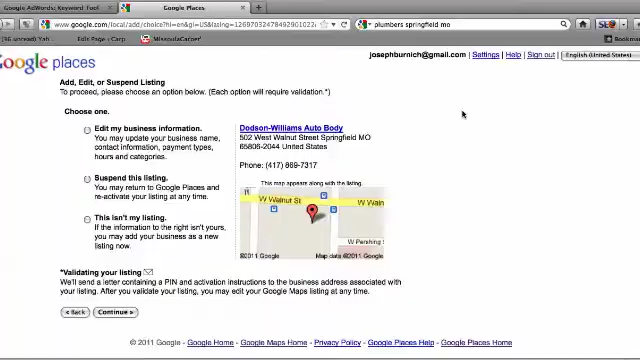 Google AdWords: Keyword Tool
Google Places
www.google.com/local/add/choice?hl=en&gl=US&lasting=12697032478492901022
plumbers springfield mo
Edit Page < Carp
MissoulaCarpet
josephburnich@gmail.com | Settings | Help | Sign out | English (United States)
Google places
Add, Edit, or Suspend Listing
To proceed, please choose an option below. (Each option will require validation.*)
Choose one.
Edit my business information.
You may update your business name,
contact information, payment types,
hours and categories.
Suspend this listing.
You may return to Google Places and
re-activate your listing at any time.
This isn't my listing.
If the information to the right isn't yours,
you may add your business as a new
listing now.
Dodson-Williams Auto Body
502 West Walnut Street Springfield MO
65806-2044 United States
Phone: (417) 869-7317
This map appears along with the listing.
W Walnut St
W Waln
W Pershing
©2011 Google
Map data ©2011 Google
*Validating your listing
We'll send a letter containing a PIN and activation instructions to the business address associated with
your listing. After you validate your listing, you may edit your Google Maps listing at any time.
« Back
Continue »
© 2011 Google - Google Home - Google Maps Home - Privacy Policy - Google Places Help - Google Places Home